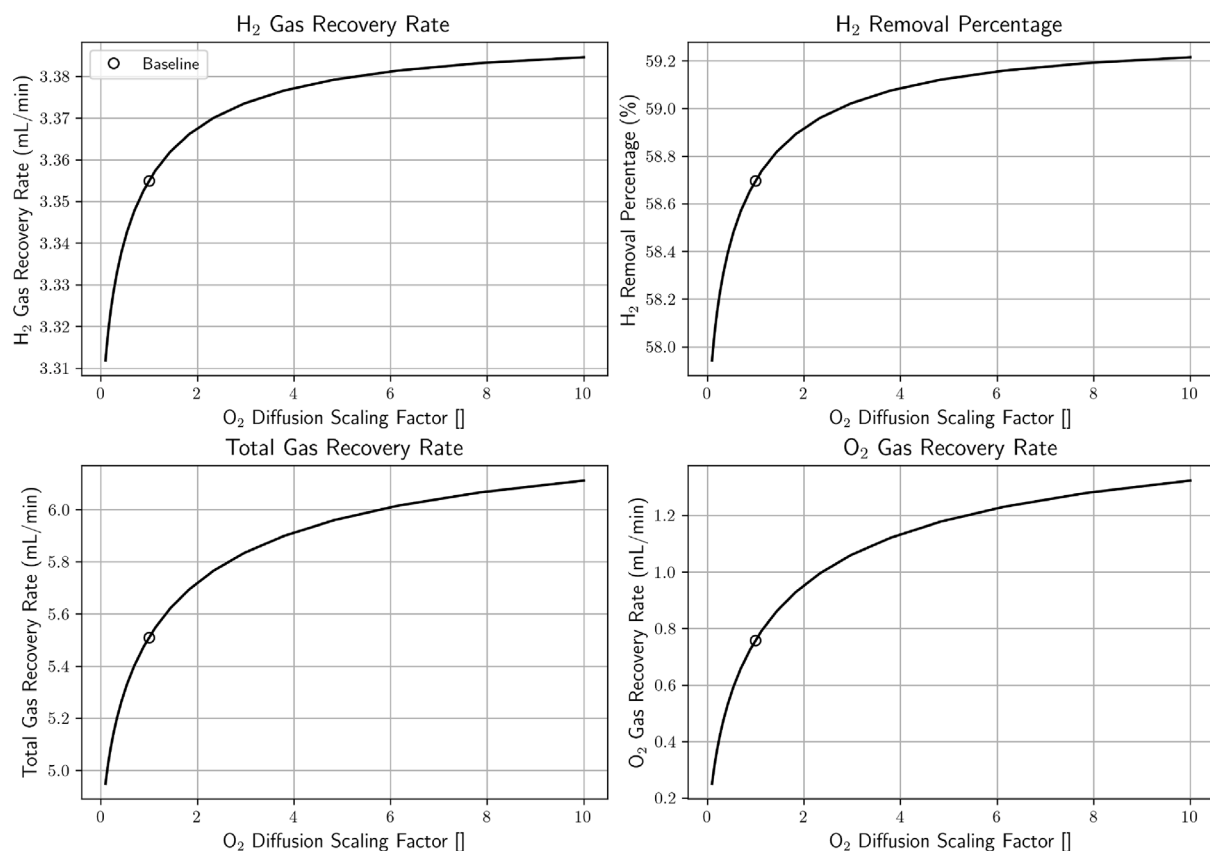 H₂ Gas Recovery Rate
H₂ Gas Recovery Rate (mL/min)
3.38
3.37
3.36
3.35
3.34
3.33
3.32
3.31
Baseline
0 2 4 6 8 10
O₂ Diffusion Scaling Factor []
H₂ Removal Percentage
H₂ Removal Percentage (%)
59.2
59.0
58.8
58.6
58.4
58.2
58.0
0 2 4 6 8 10
O₂ Diffusion Scaling Factor []
Total Gas Recovery Rate
Total Gas Recovery Rate (mL/min)
6.0
5.8
5.6
5.4
5.2
5.0
0 2 4 6 8 10
O₂ Diffusion Scaling Factor []
O₂ Gas Recovery Rate
O₂ Gas Recovery Rate (mL/min)
1.2
1.0
0.8
0.6
0.4
0.2
0 2 4 6 8 10
O₂ Diffusion Scaling Factor []